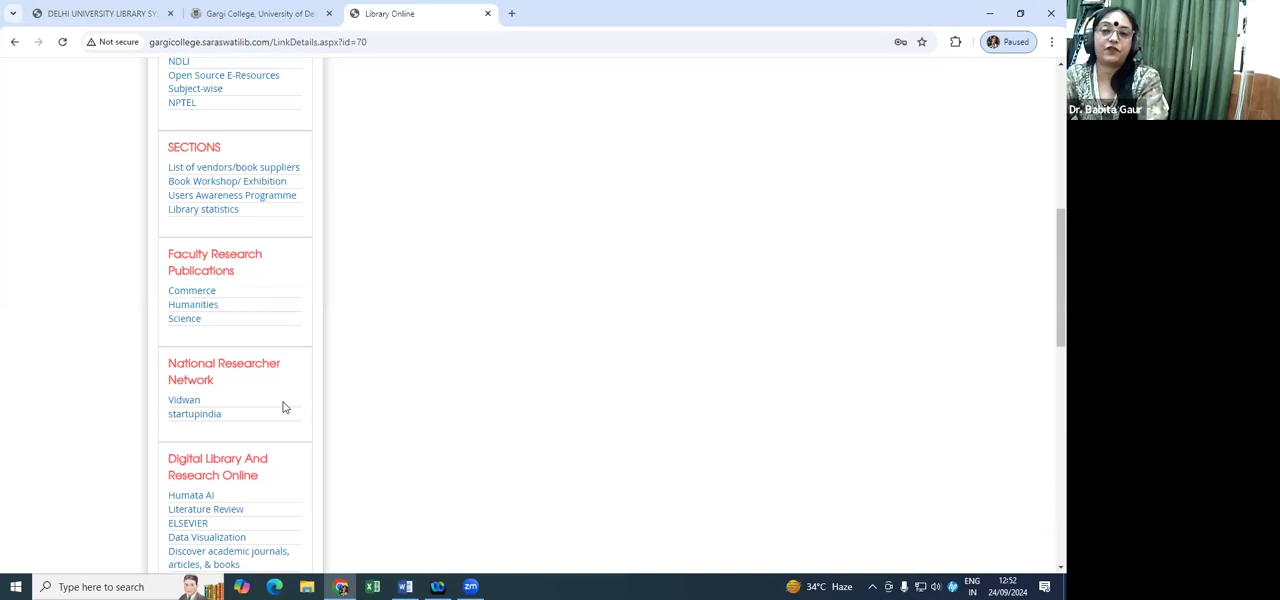 DELHI UNIVERSITY LIBRARY SY
Gargi College, University of De
Library Online
Not secure
gargicollege.saraswatilib.com/LinkDetails.aspx?id=70
Paused
Dr. Babita Gaur
NDLI
Open Source E-Resources
Subject-wise
NPTEL
SECTIONS
List of vendors/book suppliers
Book Workshop/ Exhibition
Users Awareness Programme
Library statistics
Faculty Research
Publications
Commerce
Humanities
Science
National Researcher
Network
Vidwan
startupindia
Digital Library And
Research Online
Humata AI
Literature Review
ELSEVIER
Data Visualization
Discover academic journals,
articles, & books
Type here to search
34°C Haze
ENG
IN
12:52
24/09/2024